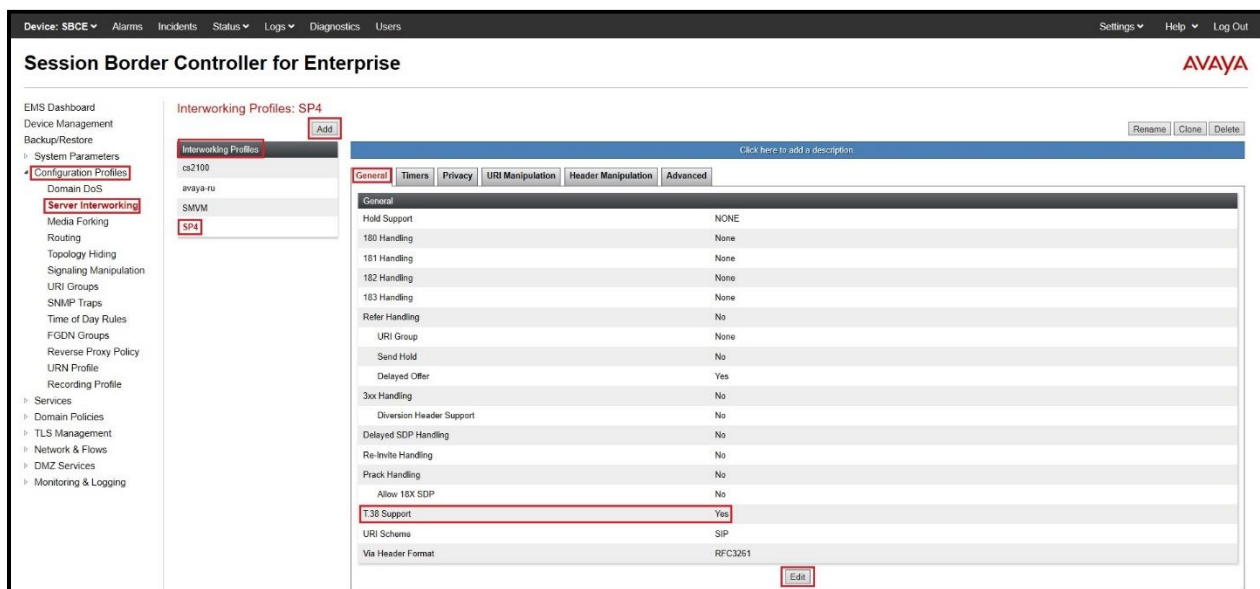 Device: SBCE Alarms Incidents Status Logs Diagnostics Users Settings Help Log Out
Session Border Controller for Enterprise
AVAYA
EMS Dashboard
Device Management
Backup/Restore
System Parameters
Configuration Profiles
Domain DoS
Server Interworking
Media Forking
Routing
Topology Hiding
Signaling Manipulation
URI Groups
SNMP Traps
Time of Day Rules
FGDN Groups
Reverse Proxy Policy
URN Profile
Recording Profile
Services
Domain Policies
TLS Management
Network & Flows
DMZ Services
Monitoring & Logging
Interworking Profiles: SP4
Add
Rename Clone Delete
Interworking Profiles
cs2100
avaya-ru
SMVM
SP4
Click here to add a description.
General Timers Privacy URI Manipulation Header Manipulation Advanced
General
Hold Support NONE
180 Handling None
181 Handling None
182 Handling None
183 Handling None
Refer Handling No
URI Group None
Send Hold No
Delayed Offer Yes
3xx Handling No
Diversion Header Support No
Delayed SDP Handling No
Re-Invite Handling No
Prack Handling No
Allow 18X SDP No
T.38 Support Yes
URI Scheme SIP
Via Header Format RFC3261
Edit